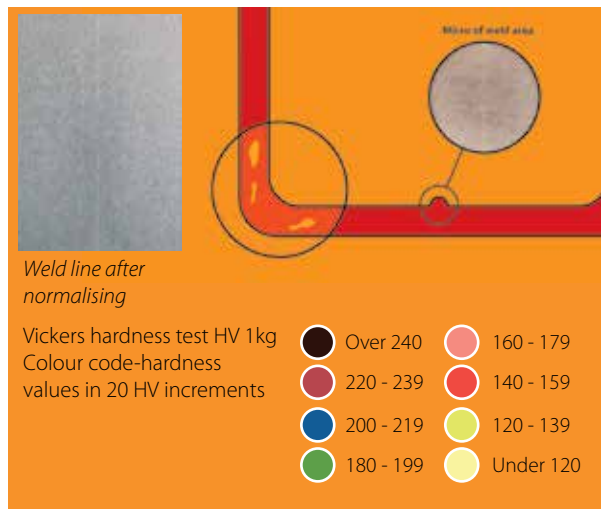 Micro of weld area
Weld line after
normalising
Vickers hardness test HV 1kg
Colour code-hardness
values in 20 HV increments
Over 240
220 - 239
200 - 219
180 - 199
160 - 179
140 - 159
120 - 139
Under 120